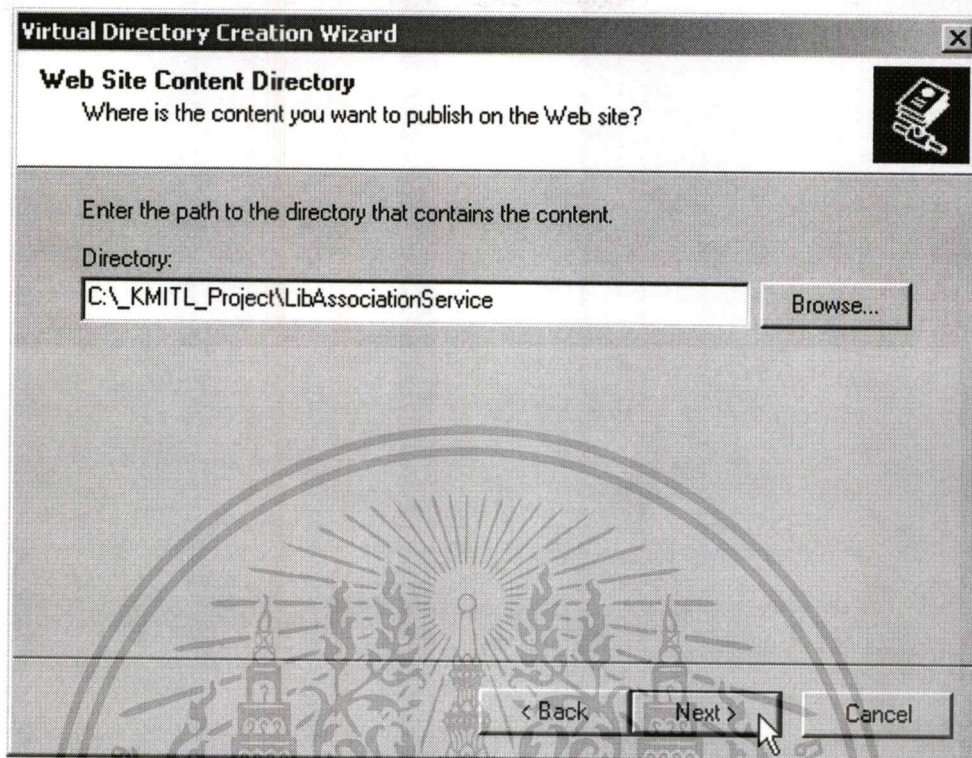 Virtual Directory Creation Wizard
Web Site Content Directory
Where is the content you want to publish on the Web site?
Enter the path to the directory that contains the content.
Directory:
C:\_KMITL_Project\LibAssociationService
Browse...
< Back
Next >
Cancel